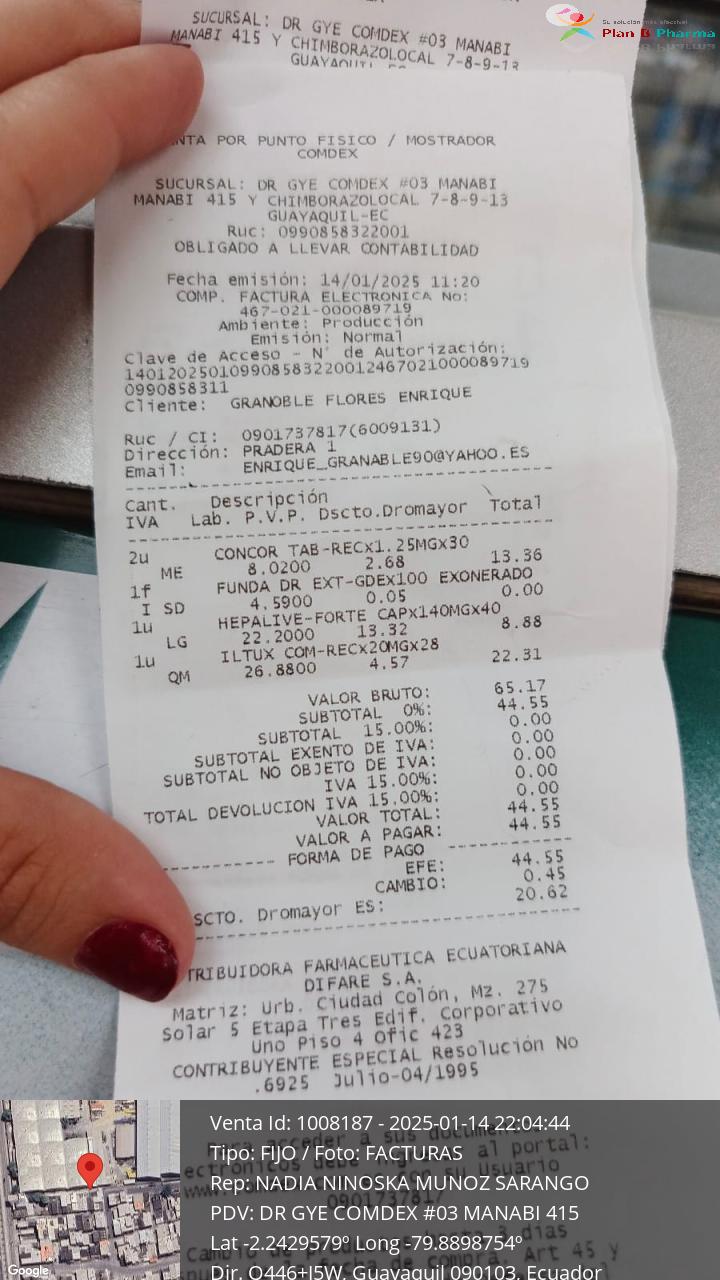 SUCURSAL: DR GYE COMDEX #03 MANABI
MANABI 415 Y CHIMBORAZOLOCAL 7-8-9-13
GUAYAQUIL-EC
Su solución más efectiva!
Plan B Pharma
NTA POR PUNTO FISICO / MOSTRADOR
COMDEX
SUCURSAL: DR GYE COMDEX #03 MANABI
MANABI 415 Y CHIMBORAZOLOCAL 7-8-9-13
GUAYAQUIL-EC
Ruc: 0990858322001
OBLIGADO A LLEVAR CONTABILIDAD
Fecha emisión: 14/01/2025 11:20
COMP. FACTURA ELECTRONICA No:
467-021-000089719
Ambiente: Producción
Emisión: Normal
Clave de Acceso - N° de Autorización:
140120250109908583220012467021000089719
0990858311
Cliente: GRANOBLE FLORES ENRIQUE
Ruc / CI: 0901737817(6009131)
Dirección: PRADERA 1
Email: ENRIQUE_GRANABLE90@YAHOO.ES
Cant. Descripción
IVA Lab. P.V.P. Dscto.Dromayor Total
2u CONCOR TAB-RECx1.25MGx30
ME 8.0200 2.68 13.36
1f FUNDA DR EXT-GDEx100 EXONERADO
I SD 4.5900 0.05 0.00
1u HEPALIVE-FORTE CAPx140MGx40
LG 22.2000 13.32 8.88
1u ILTUX COM-RECx20MGx28
QM 26.8800 4.57 22.31
VALOR BRUTO: 65.17
SUBTOTAL 0%: 44.55
SUBTOTAL 15.00%: 0.00
SUBTOTAL EXENTO DE IVA: 0.00
SUBTOTAL NO OBJETO DE IVA: 0.00
IVA 15.00%: 0.00
TOTAL DEVOLUCION IVA 15.00%: 0.00
VALOR TOTAL: 44.55
VALOR A PAGAR: 44.55
FORMA DE PAGO
EFE: 44.55
CAMBIO: 0.45
SCTO. Dromayor ES: 20.62
TRIBUIDORA FARMACEUTICA ECUATORIANA
DIFARE S.A.
Matriz: Urb. Ciudad Colón, Mz. 275
Solar 5 Etapa Tres Edif. Corporativo
Uno Piso 4 Ofic 423
CONTRIBUYENTE ESPECIAL Resolución No
.6925 Julio-04/1995
Venta Id: 1008187 - 2025-01-14 22:04:44
Tipo: FIJO / Foto: FACTURAS
Rep: NADIA NINOSKA MUNOZ SARANGO
PDV: DR GYE COMDEX #03 MANABI 415
Lat -2.2429579º Long -79.8898754º
Dir. Q446+J5W, Guayaquil 090103, Ecuador
Google